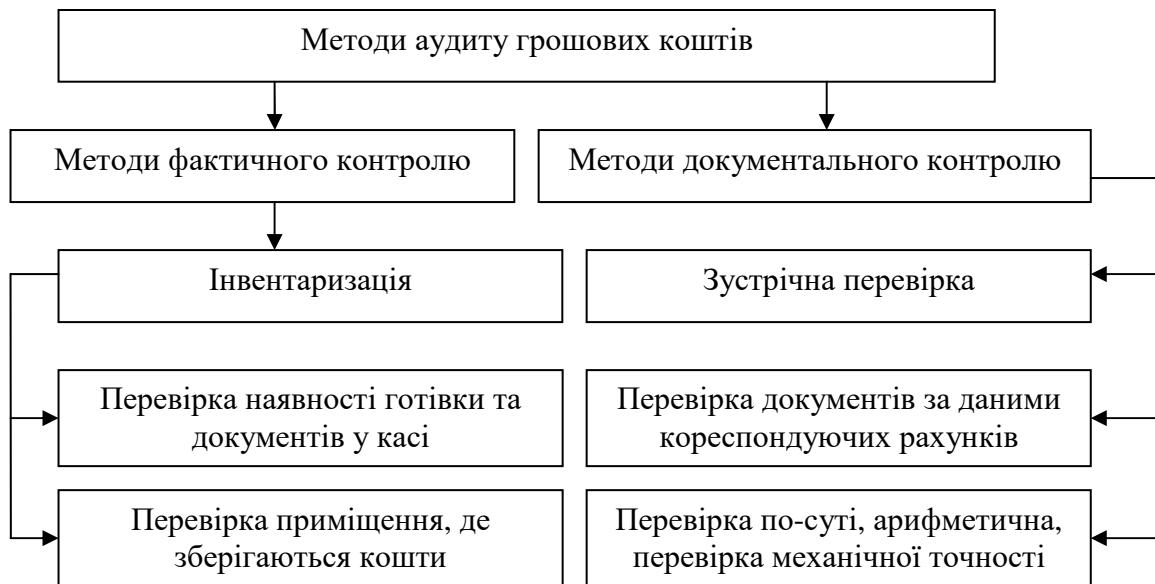 Методи аудиту грошових коштів
Методи фактичного контролю
Методи документального контролю
Інвентаризація
Зустрічна перевірка
Перевірка наявності готівки та
документів у касі
Перевірка документів за даними
кореспондуючих рахунків
Перевірка приміщення, де
зберігаються кошти
Перевірка по-суті, арифметична,
перевірка механічної точності